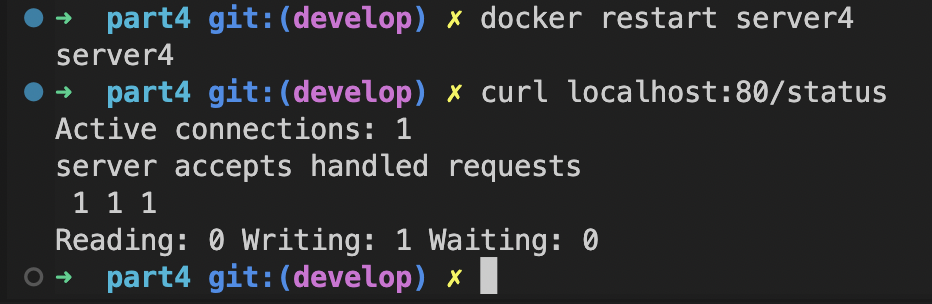 ➜  part4 git:(develop) ✗ docker restart server4
server4
➜  part4 git:(develop) ✗ curl localhost:80/status
Active connections: 1
server accepts handled requests
 1 1 1
Reading: 0 Writing: 1 Waiting: 0
➜  part4 git:(develop) ✗